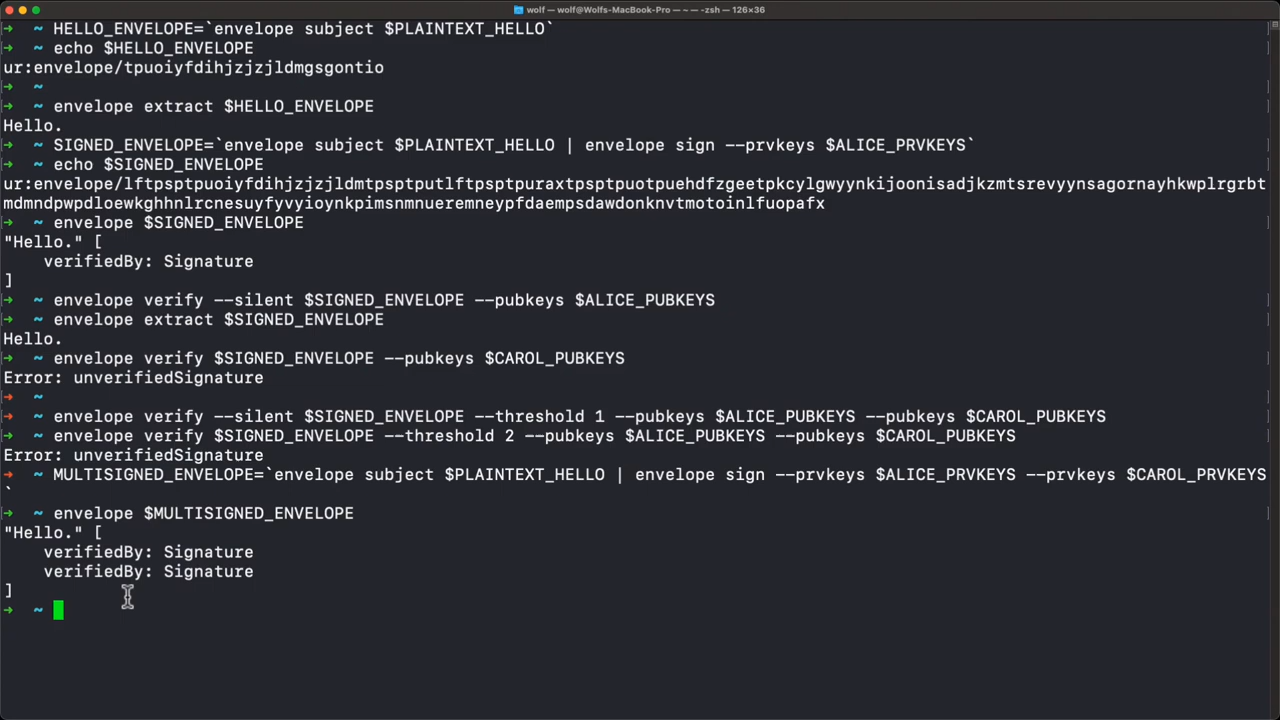 wolf — wolf@Wolfs-MacBook-Pro — ~ — -zsh — 126×36
➜ ~ HELLO_ENVELOPE=`envelope subject $PLAINTEXT_HELLO`
➜ ~ echo $HELLO_ENVELOPE
ur:envelope/tpuoiyfdihjzjzjldmgsgontio
➜ ~
➜ ~ envelope extract $HELLO_ENVELOPE
Hello.
➜ ~ SIGNED_ENVELOPE=`envelope subject $PLAINTEXT_HELLO | envelope sign --prvkeys $ALICE_PRVKEYS`
➜ ~ echo $SIGNED_ENVELOPE
ur:envelope/lftpsptpuoiyfdihjzjzjldmtpsptputlftpsptpuraxtpsptpuotpuehdfzgeetpkcylgwyynkijoonisadjkzmtsrevyynsagornayhkwplrgrbt
mdmndpwpdloewkghhnlrcnesuyfyvyioynkpimsnmnueremneypfdaempsdawdonknvtmotoinlfuopafx
➜ ~ envelope $SIGNED_ENVELOPE
"Hello." [
    verifiedBy: Signature
]
➜ ~ envelope verify --silent $SIGNED_ENVELOPE --pubkeys $ALICE_PUBKEYS
➜ ~ envelope extract $SIGNED_ENVELOPE
Hello.
➜ ~ envelope verify $SIGNED_ENVELOPE --pubkeys $CAROL_PUBKEYS
Error: unverifiedSignature
➜ ~
➜ ~ envelope verify --silent $SIGNED_ENVELOPE --threshold 1 --pubkeys $ALICE_PUBKEYS --pubkeys $CAROL_PUBKEYS
➜ ~ envelope verify $SIGNED_ENVELOPE --threshold 2 --pubkeys $ALICE_PUBKEYS --pubkeys $CAROL_PUBKEYS
Error: unverifiedSignature
➜ ~ MULTISIGNED_ENVELOPE=`envelope subject $PLAINTEXT_HELLO | envelope sign --prvkeys $ALICE_PRVKEYS --prvkeys $CAROL_PRVKEYS
`
➜ ~ envelope $MULTISIGNED_ENVELOPE
"Hello." [
    verifiedBy: Signature
    verifiedBy: Signature
]
➜ ~